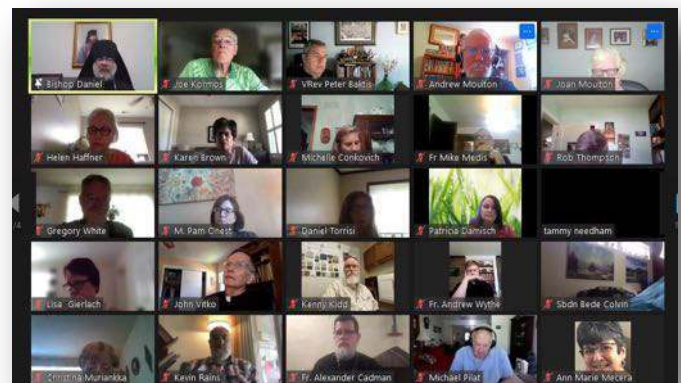 Bishop Daniel
Joe Kormos
VRev Peter Baktis
Andrew Moulton
Joan Moulton
Helen Haffner
Karen Brown
Michelle Conkovich
Fr Mike Medis
Rob Thompson
Gregory White
M. Pam Onest
Daniel Torrisi
Patricia Damisch
tammy needham
Lisa Gierlach
John Vitko
Kenny Kidd
Fr. Andrew Wythe
Sbdn Bede Colvin
Christina Muriankka
Kevin Rains
Fr. Alexander Cadman
Michael Pilat
Ann Marie Mecera